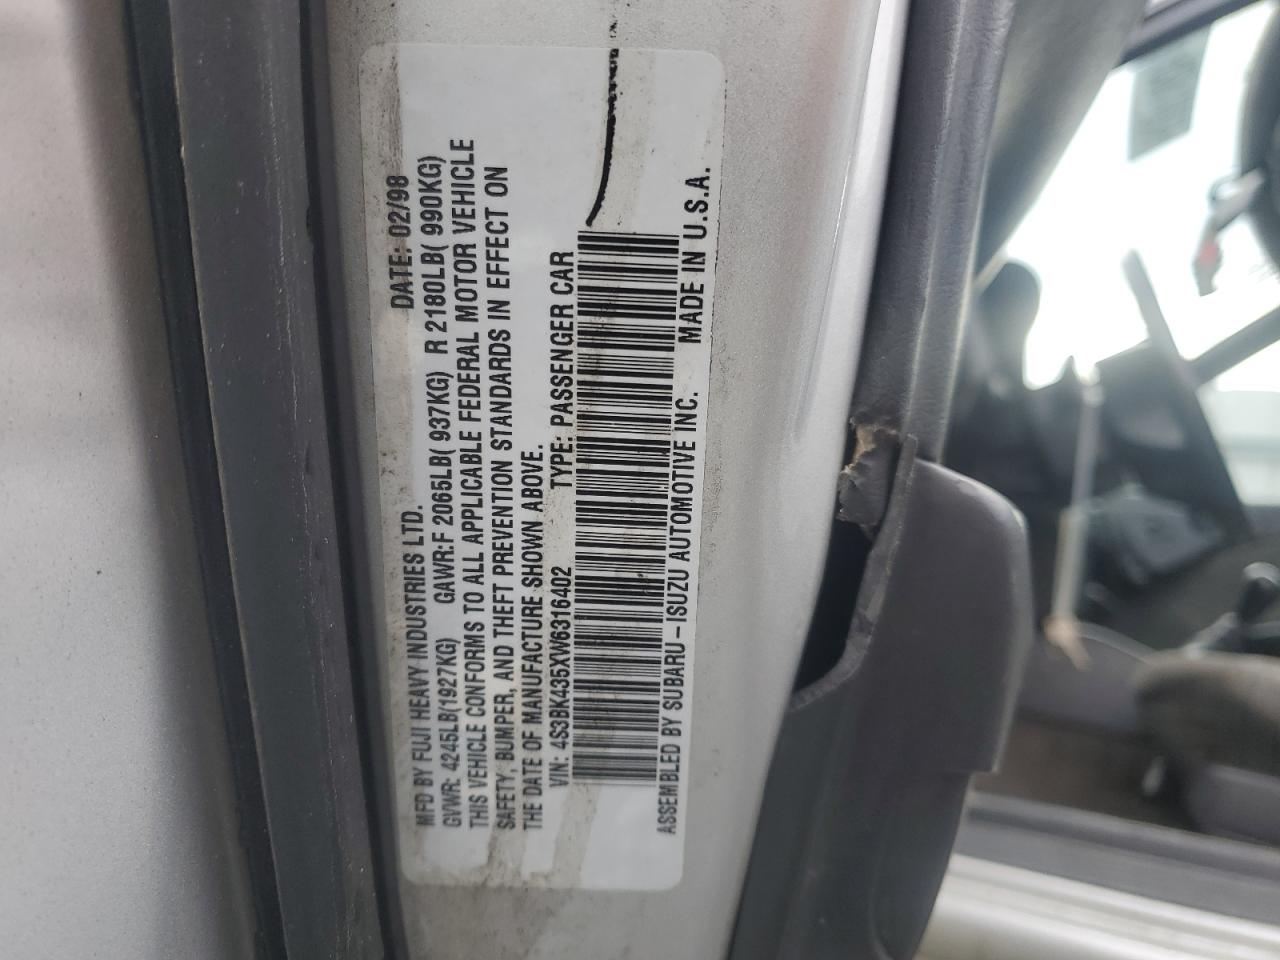 MFD BY FUJI HEAVY INDUSTRIES LTD. DATE: 02/98
GVWR: 4245LB(1927KG) GAWR:F 2065LB( 937KG) R 2180LB( 990KG)
THIS VEHICLE CONFORMS TO ALL APPLICABLE FEDERAL MOTOR VEHICLE
SAFETY, BUMPER, AND THEFT PREVENTION STANDARDS IN EFFECT ON
THE DATE OF MANUFACTURE SHOWN ABOVE.
VIN: 4S3BK435XW6316402 TYPE: PASSENGER CAR
ASSEMBLED BY SUBARU-ISUZU AUTOMOTIVE INC. MADE IN U.S.A.